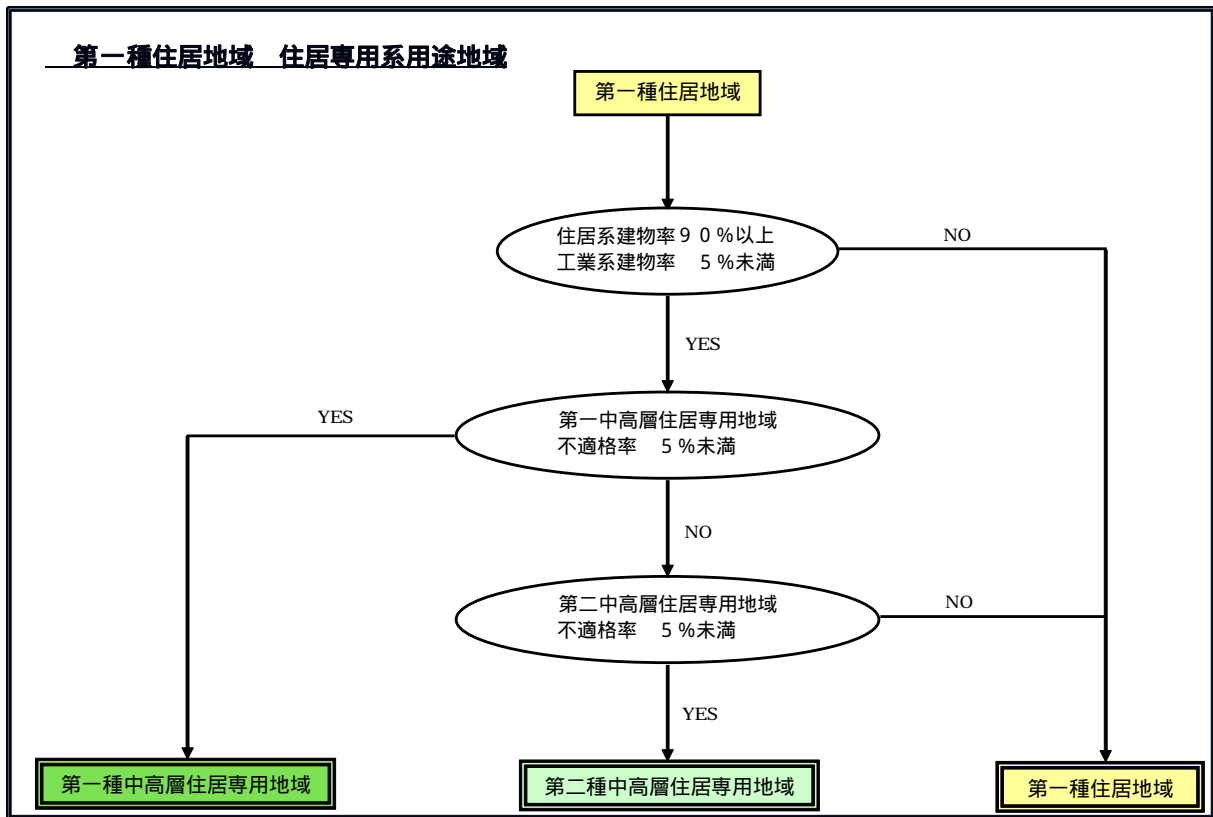 第一種住居地域　住居専用系用途地域
第一種住居地域
住居系建物率９０％以上
工業系建物率　５％未満
NO
YES
第一中高層住居専用地域
不適格率　５％未満
YES
NO
第二中高層住居専用地域
不適格率　５％未満
NO
YES
第一種中高層住居専用地域
第二種中高層住居専用地域
第一種住居地域